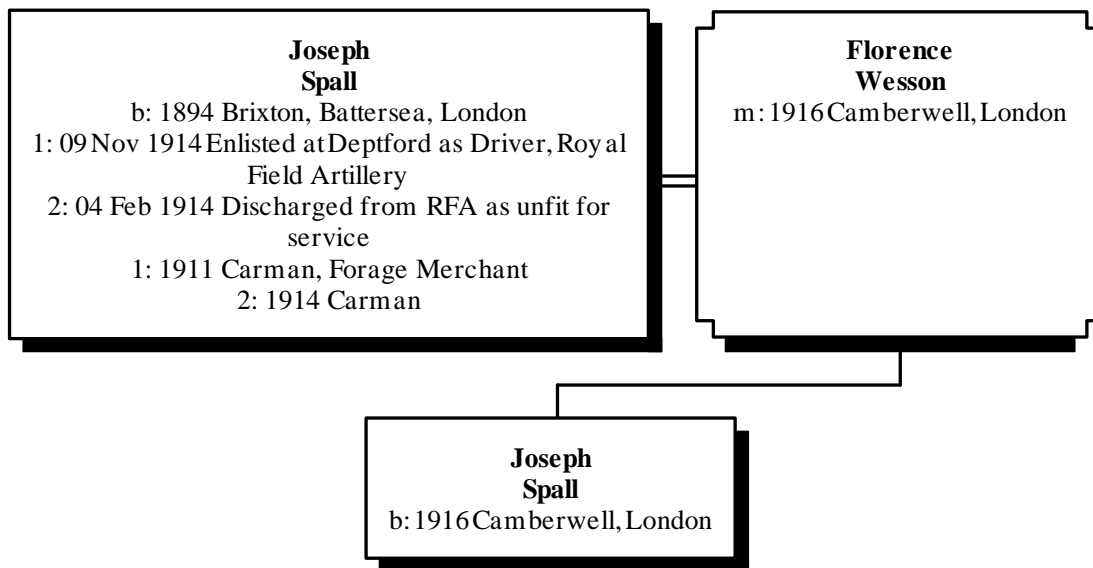 Joseph
Spall
b: 1894 Brixton, Battersea, London
1: 09 Nov 1914 Enlisted at Deptford as Driver, Royal
Field Artillery
2: 04 Feb 1914 Discharged from RFA as unfit for
service
1: 1911 Carman, Forage Merchant
2: 1914 Carman
Florence
Wesson
m: 1916 Camberwell, London
Joseph
Spall
b: 1916 Camberwell, London